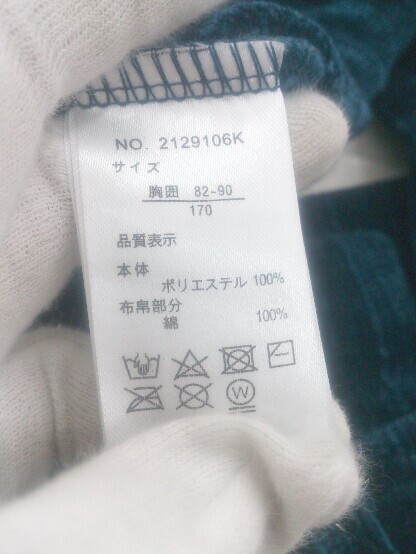 NO. 2129106K
サイズ
胸囲 82~90
170
品質表示
本体
ポリエステル 100%
布帛部分
綿 100%
W